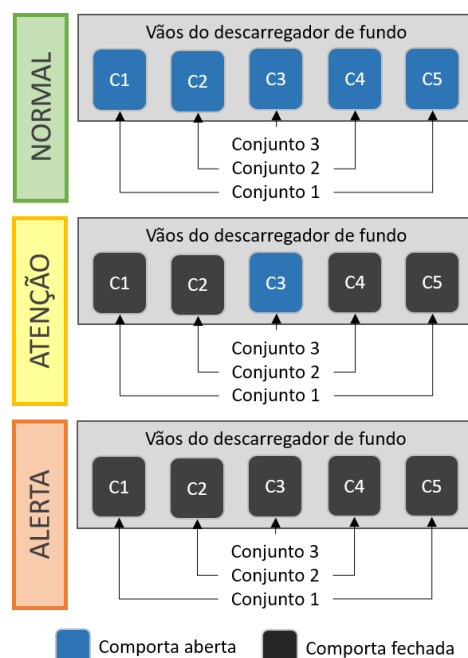 NORMAL
Vãos do descarregador de fundo
C1 C2 C3 C4 C5
Conjunto 3
Conjunto 2
Conjunto 1
ATENÇÃO
Vãos do descarregador de fundo
C1 C2 C3 C4 C5
Conjunto 3
Conjunto 2
Conjunto 1
ALERTA
Vãos do descarregador de fundo
C1 C2 C3 C4 C5
Conjunto 3
Conjunto 2
Conjunto 1
Comporta aberta Comporta fechada